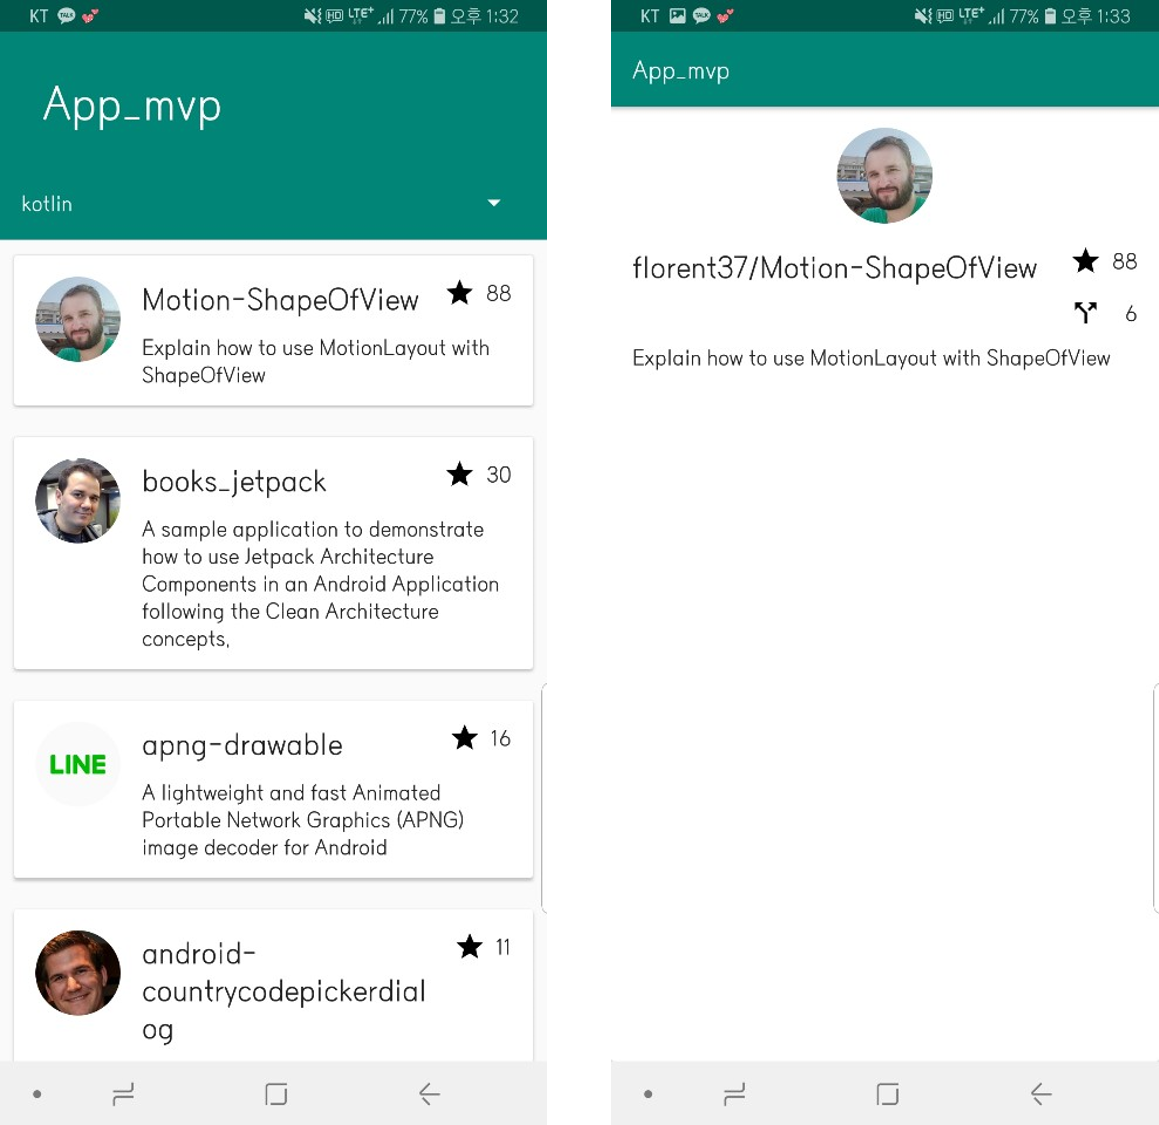 KT TALK HD LTE+ 77% 오후 1:32
App_mvp
kotlin
Motion-ShapeOfView 88
Explain how to use MotionLayout with
ShapeOfView
books_jetpack 30
A sample application to demonstrate
how to use Jetpack Architecture
Components in an Android Application
following the Clean Architecture
concepts,
LINE
apng-drawable 16
A lightweight and fast Animated
Portable Network Graphics (APNG)
image decoder for Android
android- 11
countrycodepickerdial
og
KT TALK HD LTE+ 77% 오후 1:33
App_mvp
florent37/Motion-ShapeOfView 88
6
Explain how to use MotionLayout with ShapeOfView